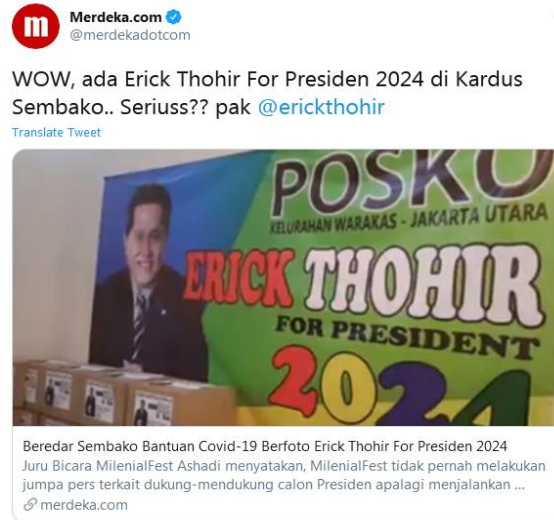 m
Merdeka.com
@merdekadotcom
WOW, ada Erick Thohir For Presiden 2024 di Kardus
Sembako.. Seriuss?? pak @erickthohir
Translate Tweet
POSKO
KELURAHAN WARAKAS - JAKARTA UTARA
ERICK THOHIR
FOR PRESIDENT
2024
Beredar Sembako Bantuan Covid-19 Berfoto Erick Thohir For Presiden 2024
Juru Bicara MilenialFest Ashadi menyatakan, MilenialFest tidak pernah melakukan
jumpa pers terkait dukung-mendukung calon Presiden apalagi menjalankan ...
merdeka.com